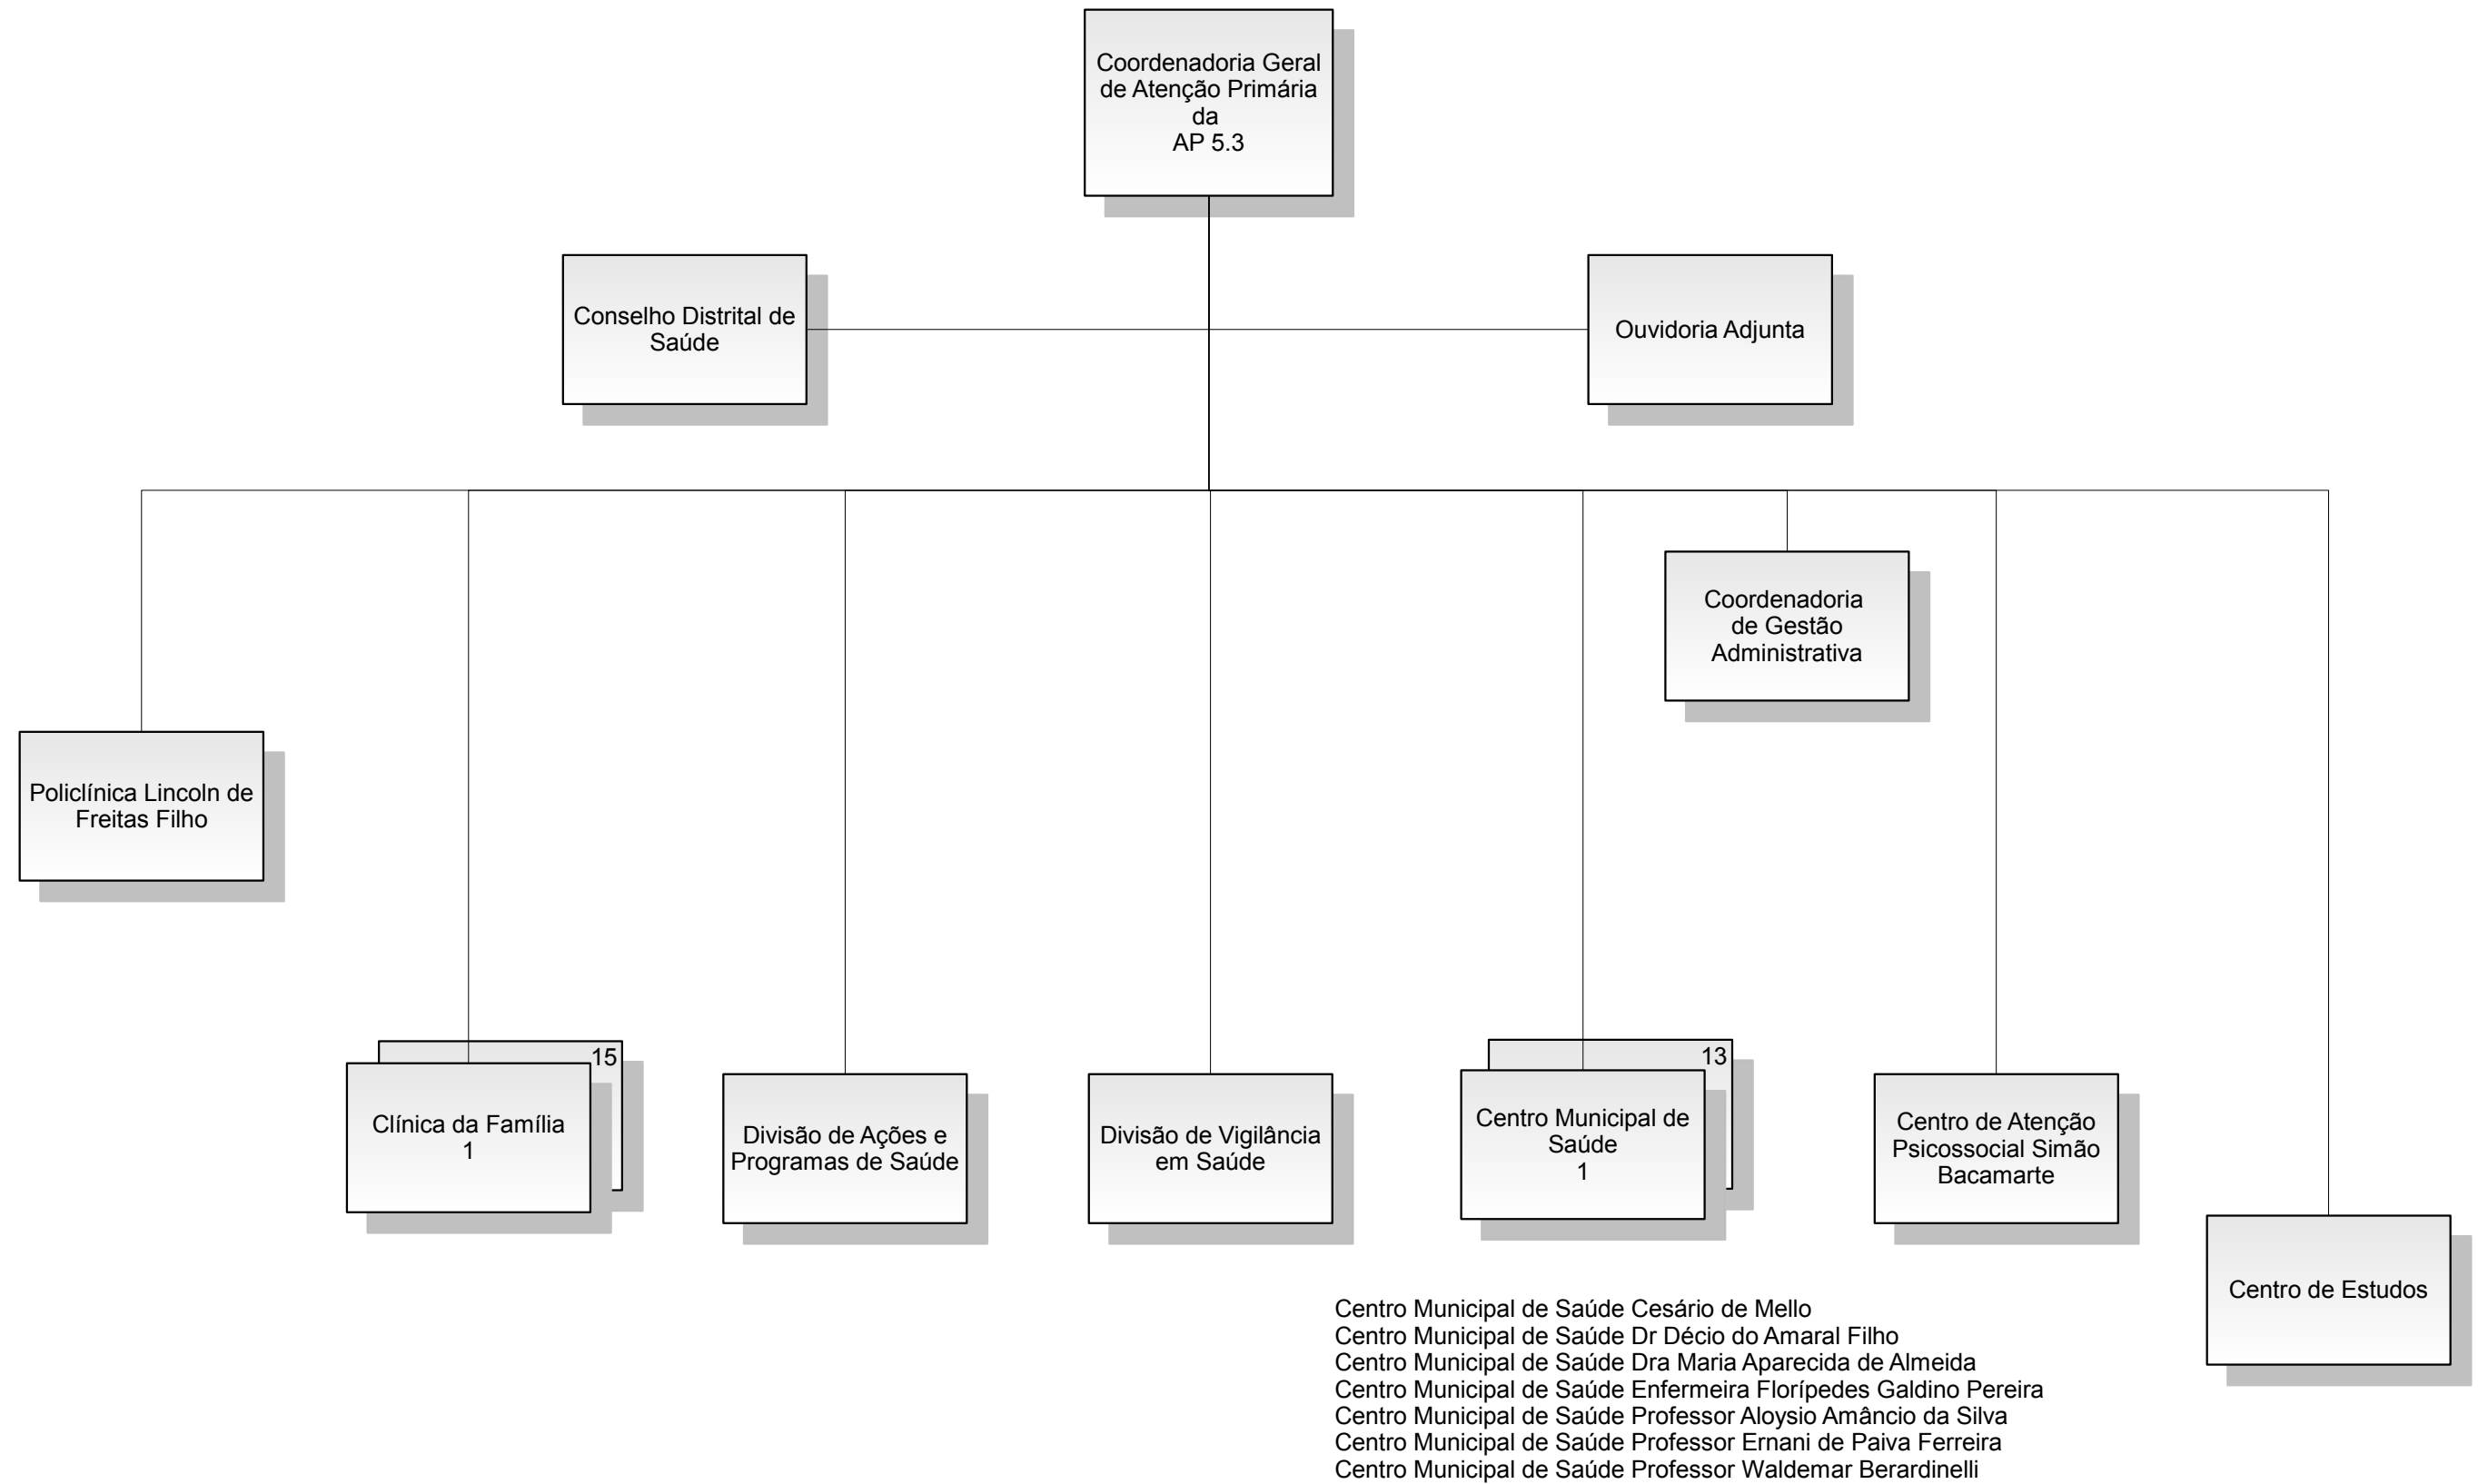 Coordenadoria Geral
de Atenção Primária
da
AP 5.3
Conselho Distrital de
Saúde
Ouvidoria Adjunta
Coordenadoria
de Gestão
Administrativa
Policlínica Lincoln de
Freitas Filho
15
Clínica da Família
1
Divisão de Ações e
Programas de Saúde
Divisão de Vigilância
em Saúde
13
Centro Municipal de
Saúde
1
Centro de Atenção
Psicossocial Simão
Bacamarte
Centro de Estudos
Centro Municipal de Saúde Cesário de Mello
Centro Municipal de Saúde Dr Décio do Amaral Filho
Centro Municipal de Saúde Dra Maria Aparecida de Almeida
Centro Municipal de Saúde Enfermeira Florípedes Galdino Pereira
Centro Municipal de Saúde Professor Aloysio Amâncio da Silva
Centro Municipal de Saúde Professor Ernani de Paiva Ferreira
Centro Municipal de Saúde Professor Waldemar Berardinelli